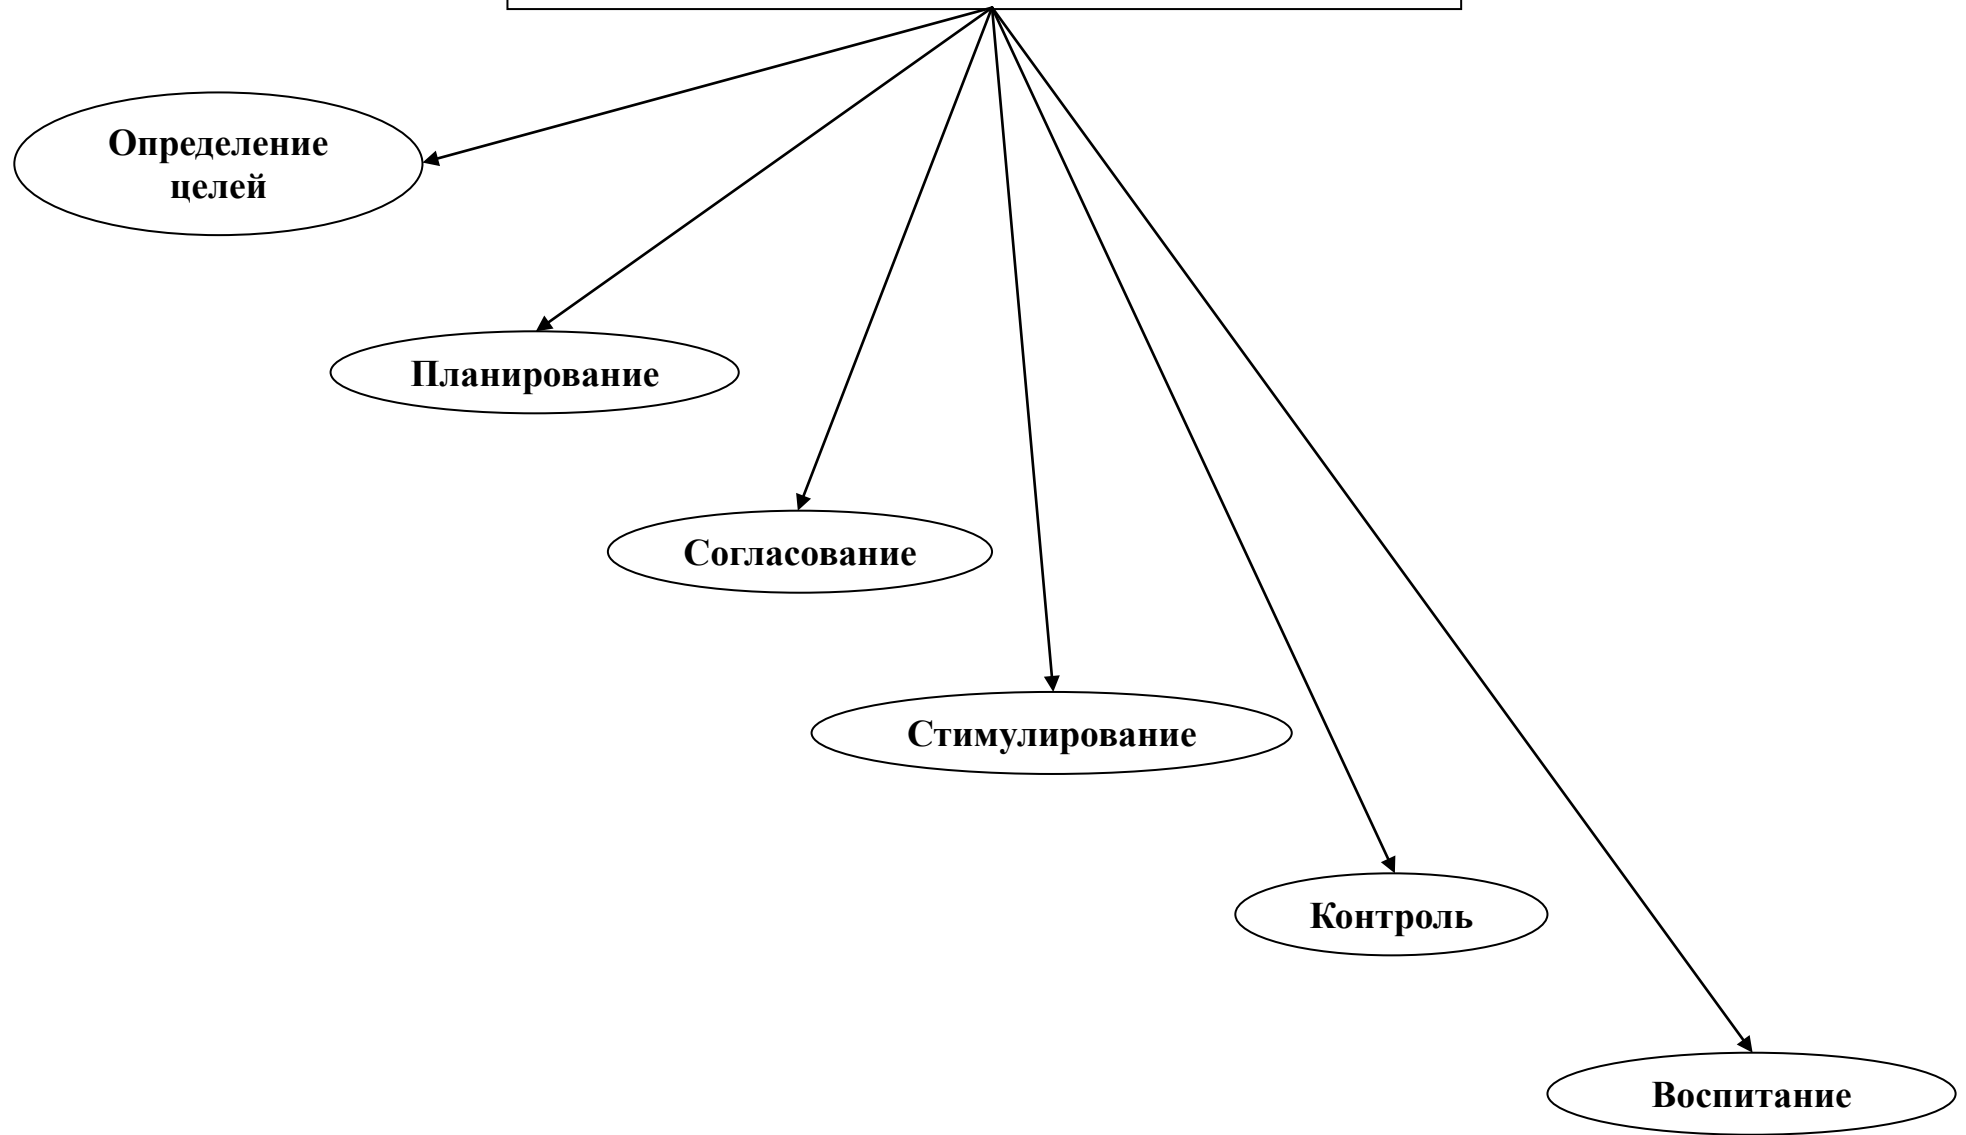 Определение
целей
Планирование
Согласование
Стимулирование
Контроль
Воспитание